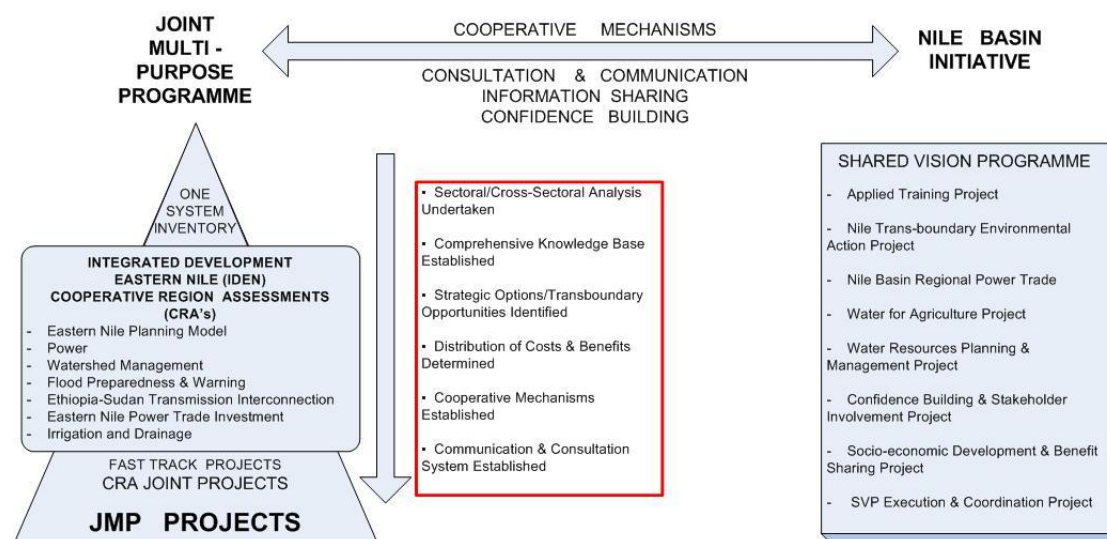 JOINT
MULTI -
PURPOSE
PROGRAMME
COOPERATIVE MECHANISMS
CONSULTATION & COMMUNICATION
INFORMATION SHARING
CONFIDENCE BUILDING
NILE BASIN
INITIATIVE
ONE
SYSTEM
INVENTORY
INTEGRATED DEVELOPMENT
EASTERN NILE (IDEN)
COOPERATIVE REGION ASSESSMENTS
(CRA's)
- Eastern Nile Planning Model
- Power
- Watershed Management
- Flood Preparedness & Warning
- Ethiopia-Sudan Transmission Interconnection
- Eastern Nile Power Trade Investment
- Irrigation and Drainage
FAST TRACK PROJECTS
CRA JOINT PROJECTS
JMP PROJECTS
▪ Sectoral/Cross-Sectoral Analysis
Undertaken
▪ Comprehensive Knowledge Base
Established
▪ Strategic Options/Transboundary
Opportunities Identified
▪ Distribution of Costs & Benefits
Determined
▪ Cooperative Mechanisms
Established
▪ Communication & Consultation
System Established
SHARED VISION PROGRAMME
- Applied Training Project
- Nile Trans-boundary Environmental
Action Project
- Nile Basin Regional Power Trade
- Water for Agriculture Project
- Water Resources Planning &
Management Project
- Confidence Building & Stakeholder
Involvement Project
- Socio-economic Development & Benefit
Sharing Project
- SVP Execution & Coordination Project